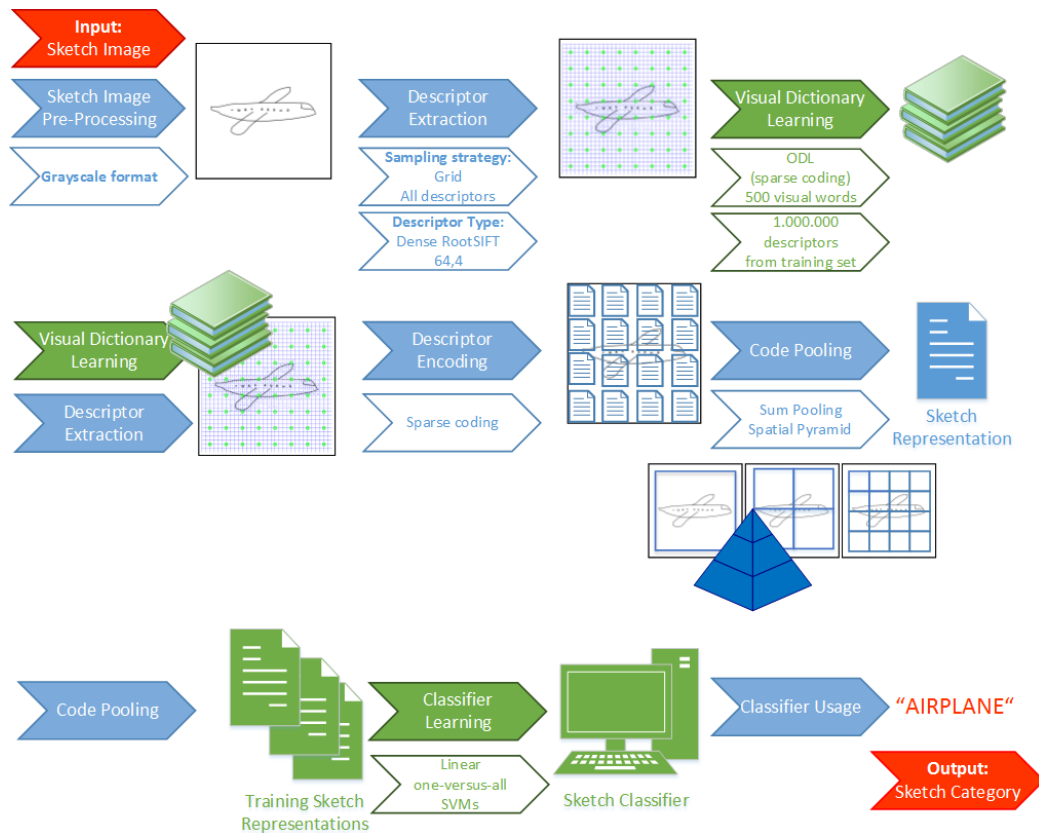 Input:
Sketch Image
Sketch Image
Pre-Processing
Grayscale format
Descriptor
Extraction
Sampling strategy:
Grid
All descriptors
Descriptor Type:
Dense RootSIFT
64,4
Visual Dictionary
Learning
ODL
(sparse coding)
500 visual words
1.000.000
descriptors
from training set
Visual Dictionary
Learning
Descriptor
Extraction
Descriptor
Encoding
Sparse coding
Code Pooling
Sum Pooling
Spatial Pyramid
Sketch
Representation
Code Pooling
Training Sketch
Representations
Classifier
Learning
Linear
one-versus-all
SVMs
Sketch Classifier
Classifier Usage
"AIRPLANE"
Output:
Sketch Category